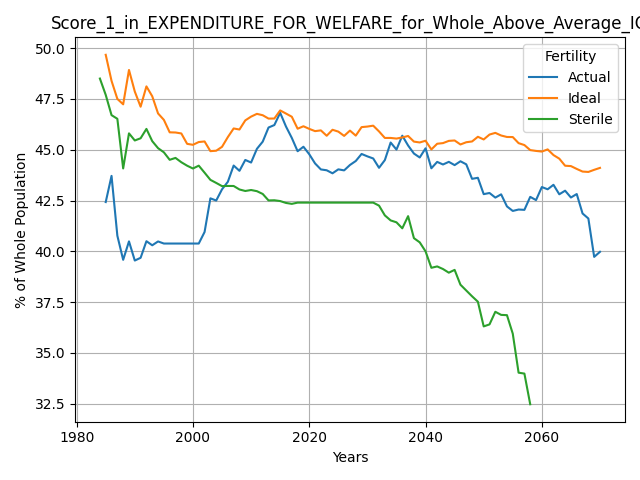 Score_1_in_EXPENDITURE_FOR_WELFARE_for_Whole_Above_Average_IQ
Fertility
Actual
Ideal
Sterile
50.0
47.5
45.0
42.5
40.0
37.5
35.0
32.5
% of Whole Population
1980 2000 2020 2040 2060
Years